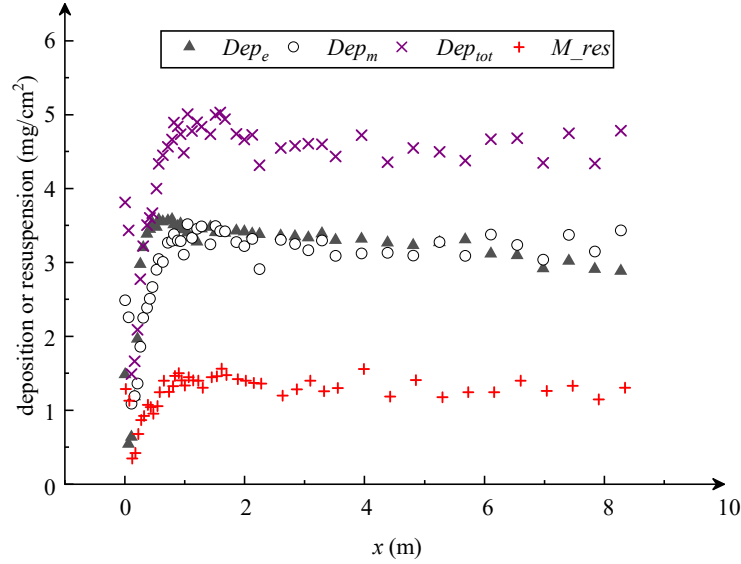 6
5
4
3
2
1
0
deposition or resuspension (mg/cm²)
Dep_e Dep_m Dep_tot M_res
0 2 4 6 8 10
x (m)